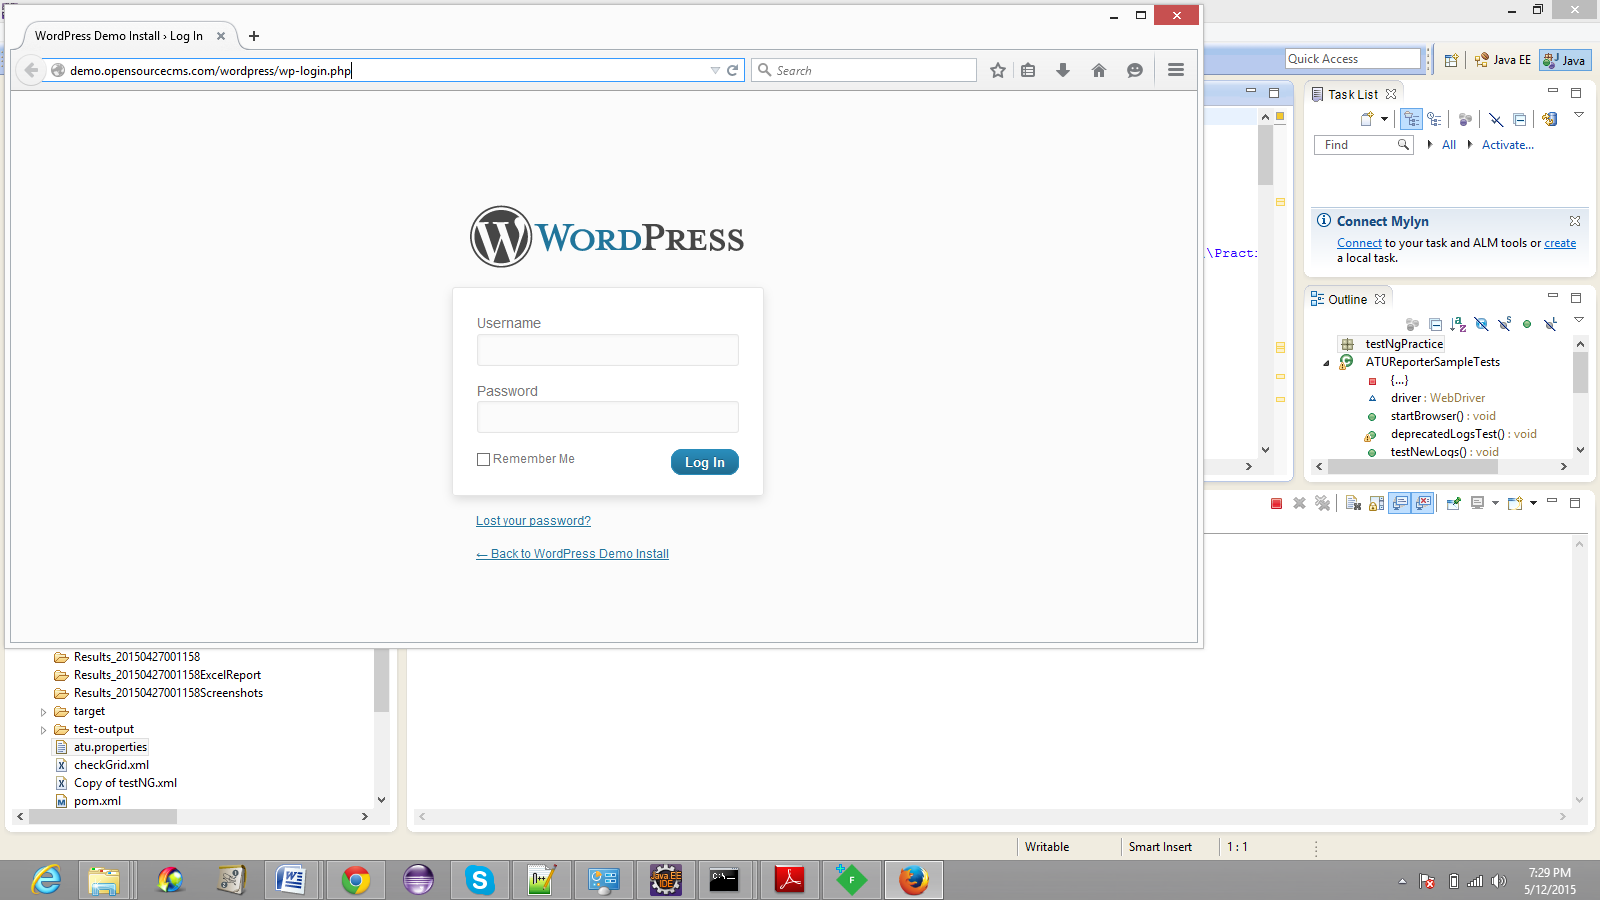 WordPress Demo Install › Log In
demo.opensourcecms.com/wordpress/wp-login.php
Search
WORDPRESS
Username
Password
Remember Me
Log In
Lost your password?
← Back to WordPress Demo Install
Quick Access
Java EE
Java
Task List
Find
All
Activate...
Connect Mylyn
Connect to your task and ALM tools or create
a local task.
\Practi
Outline
testNgPractice
ATUReporterSampleTests
{...}
driver : WebDriver
startBrowser() : void
deprecatedLogsTest() : void
testNewLogs() : void
Results_20150427001158
Results_20150427001158ExcelReport
Results_20150427001158Screenshots
target
test-output
atu.properties
checkGrid.xml
Copy of testNG.xml
pom.xml
Writable
Smart Insert
1 : 1
Java EE
IDE
7:29 PM
5/12/2015